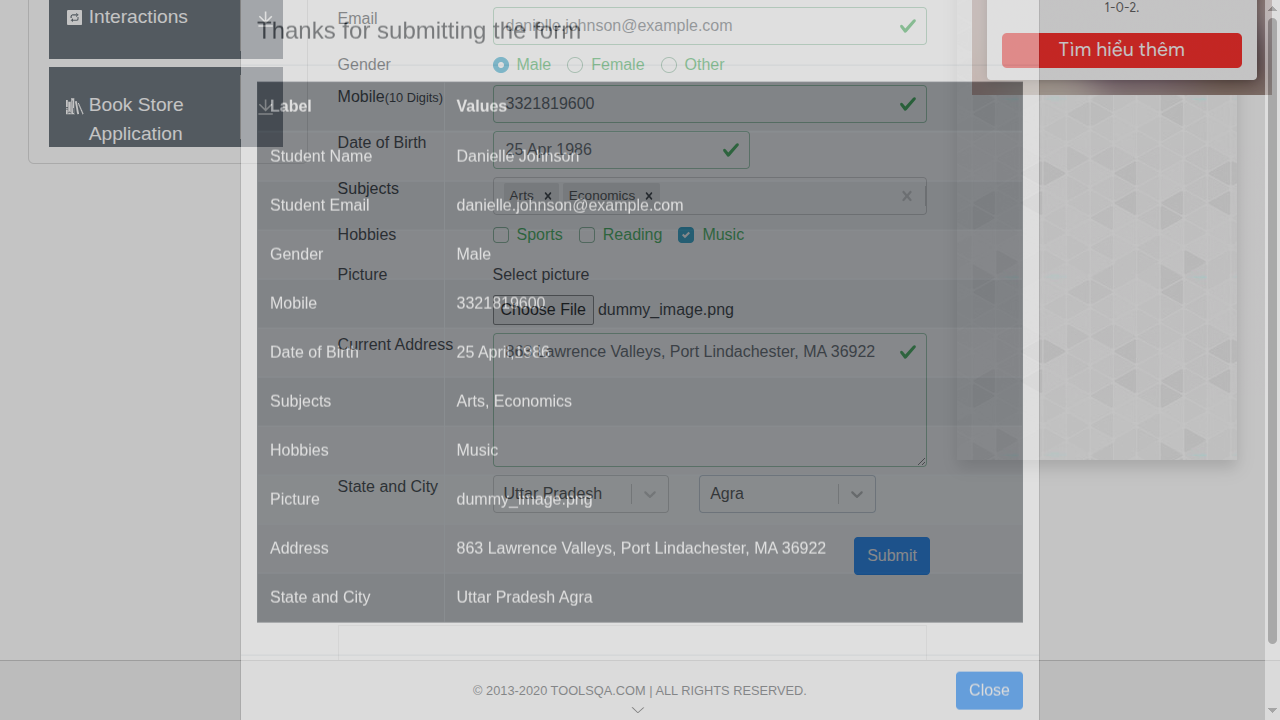 Interactions
Book Store
Application
1-0-2.
Tìm hiểu thêm
Thanks for submitting the form
Label Values
Student Name Danielle Johnson
Student Email danielle.johnson@example.com
Gender Male
Mobile 3321819600
Date of Birth 25 April,1986
Subjects Arts, Economics
Hobbies Music
Picture dummy_image.png
Address 863 Lawrence Valleys, Port Lindachester, MA 36922
State and City Uttar Pradesh Agra
Close
Email danielle.johnson@example.com
Gender Male Female Other
Mobile(10 Digits) 3321819600
Date of Birth 25 Apr 1986
Subjects Arts Economics
Hobbies Sports Reading Music
Picture Select picture
Choose File dummy_image.png
Current Address 863 Lawrence Valleys, Port Lindachester, MA 36922
State and City Uttar Pradesh Agra
Submit
© 2013-2020 TOOLSQA.COM | ALL RIGHTS RESERVED.